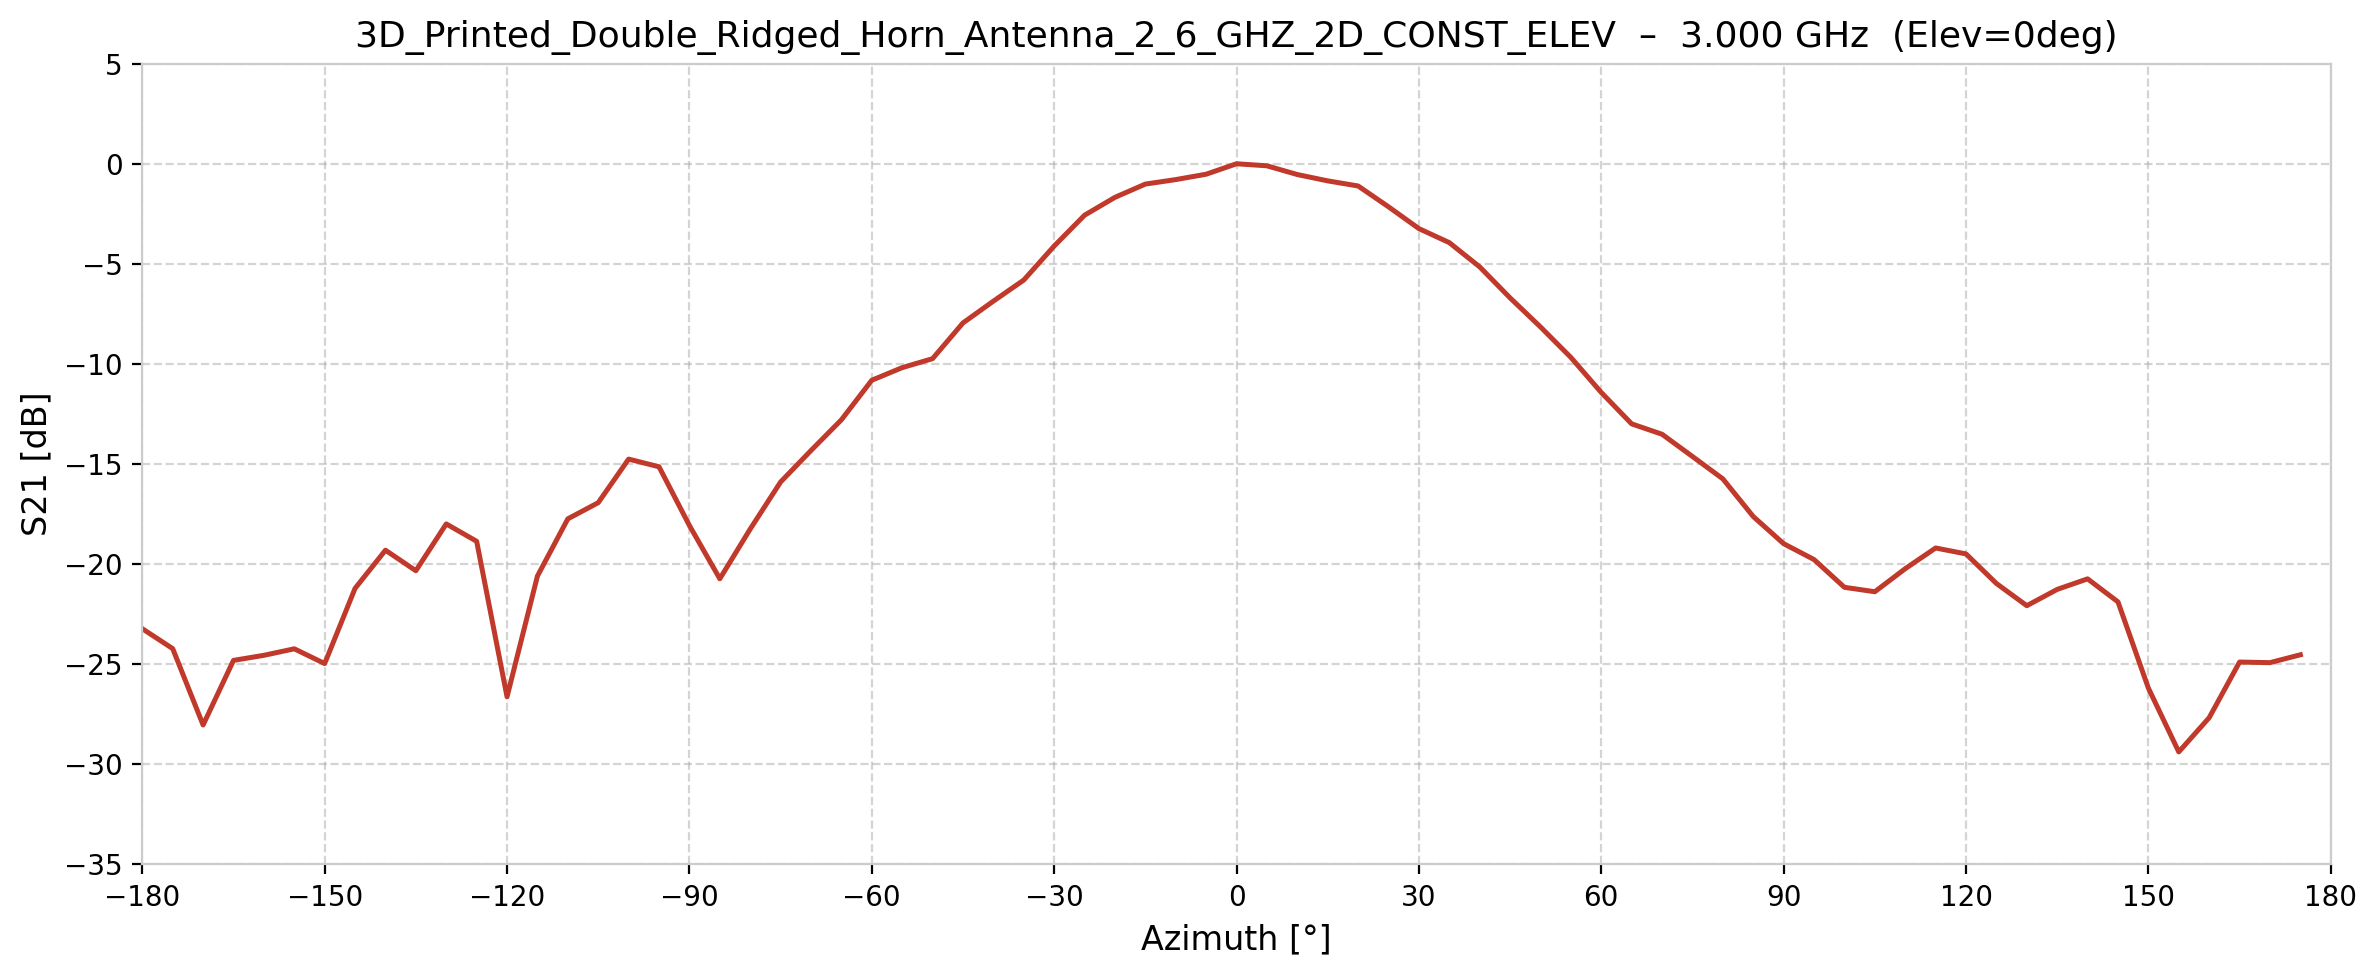 3D_Printed_Double_Ridged_Horn_Antenna_2_6_GHZ_2D_CONST_ELEV – 3.000 GHz (Elev=0deg)
5
0
−5
−10
−15
−20
−25
−30
−35
S21 [dB]
−180 −150 −120 −90 −60 −30 0 30 60 90 120 150 180
Azimuth [°]